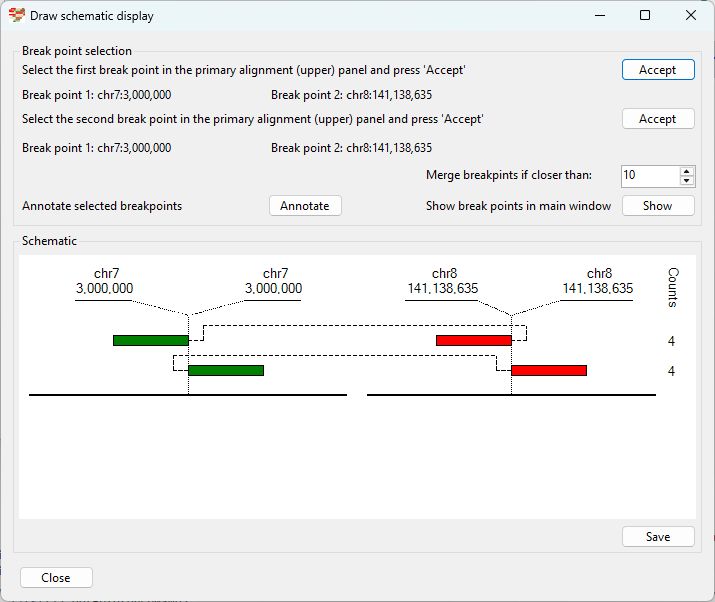 Draw schematic display
Break point selection
Select the first break point in the primary alignment (upper) panel and press 'Accept'
Accept
Break point 1: chr7:3,000,000 Break point 2: chr8:141,138,635
Select the second break point in the primary alignment (upper) panel and press 'Accept'
Accept
Break point 1: chr7:3,000,000 Break point 2: chr8:141,138,635
Merge breakpints if closer than: 10
Annotate selected breakpoints Annotate Show break points in main window Show
Schematic
chr7 chr7 chr8 chr8
3,000,000 3,000,000 141,138,635 141,138,635
Counts
4
4
Save
Close